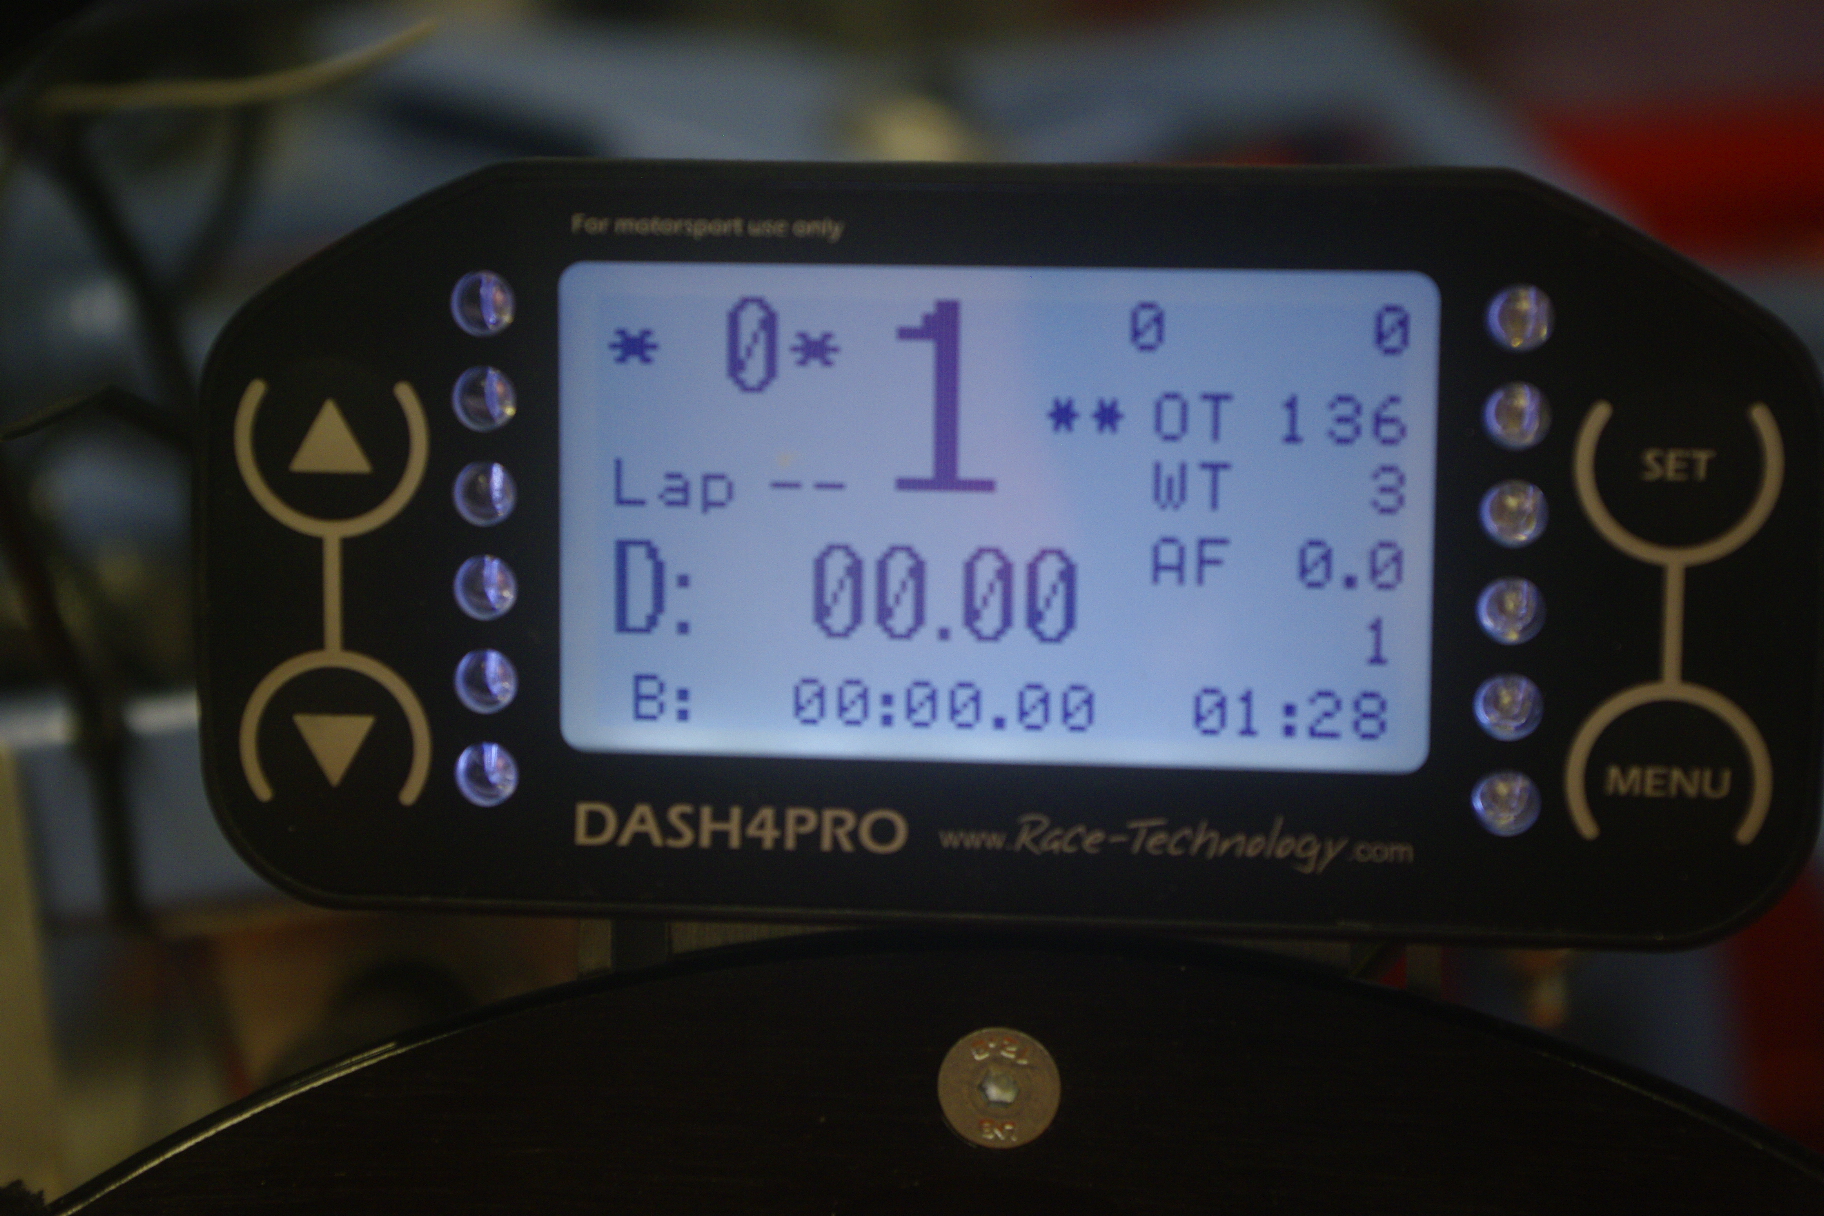 For motorsport use only
* 0* 1 0 0
** OT 136
Lap -- WT 3
D: 00.00 AF 0.0
1
B: 00:00.00 01:28
SET
MENU
DASH4PRO www.Race-Technology.com